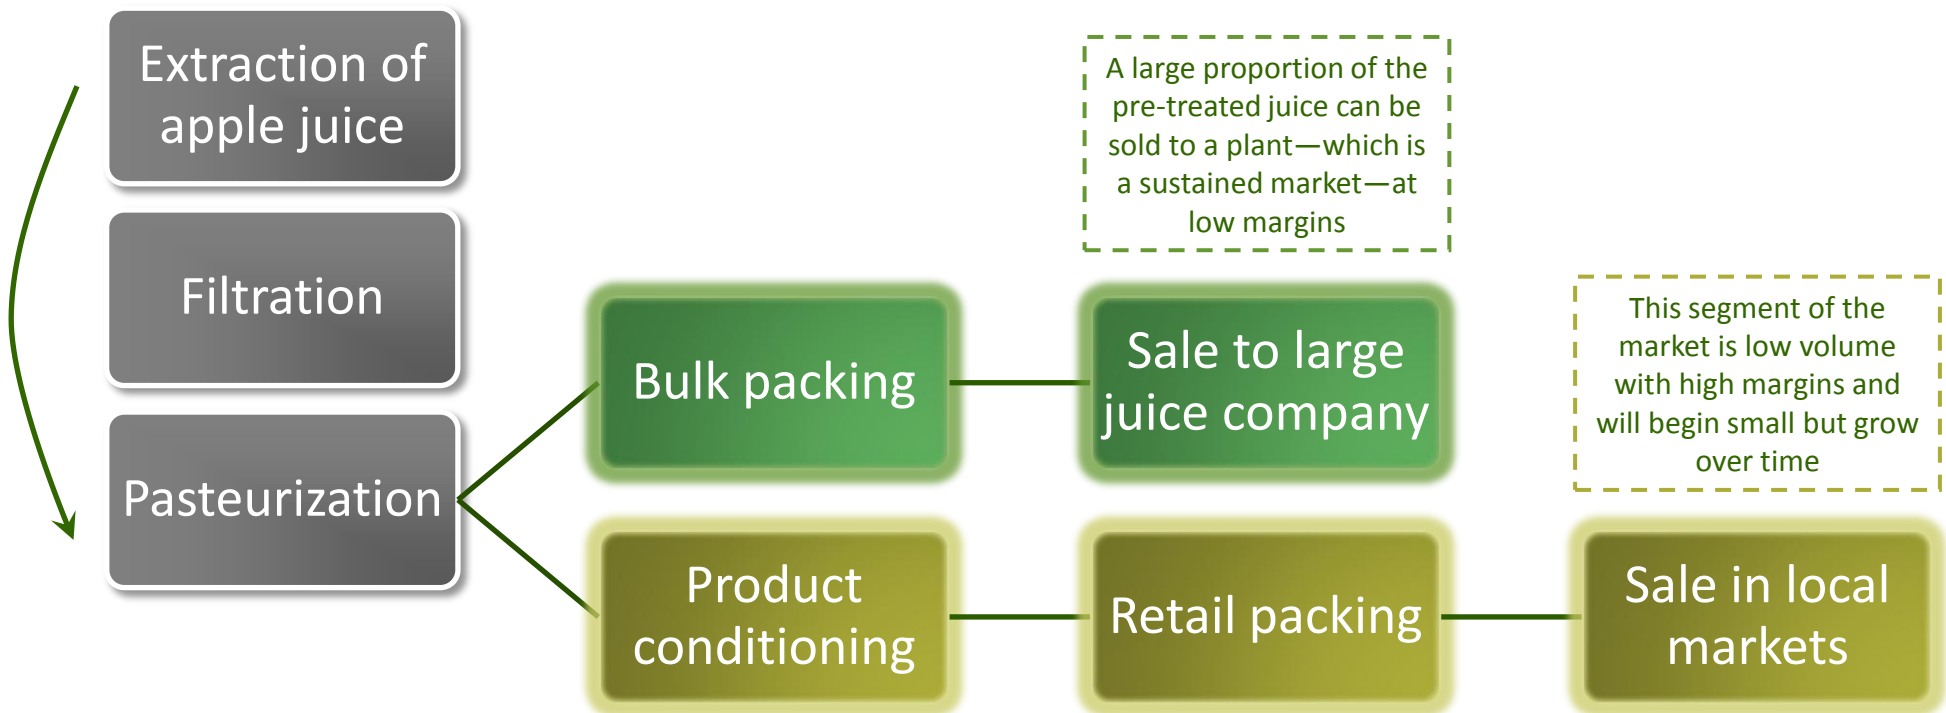 Extraction of
apple juice
Filtration
Pasteurization
A large proportion of the
pre-treated juice can be
sold to a plant—which is
a sustained market—at
low margins
Bulk packing
Sale to large
juice company
This segment of the
market is low volume
with high margins and
will begin small but grow
over time
Product
conditioning
Retail packing
Sale in local
markets